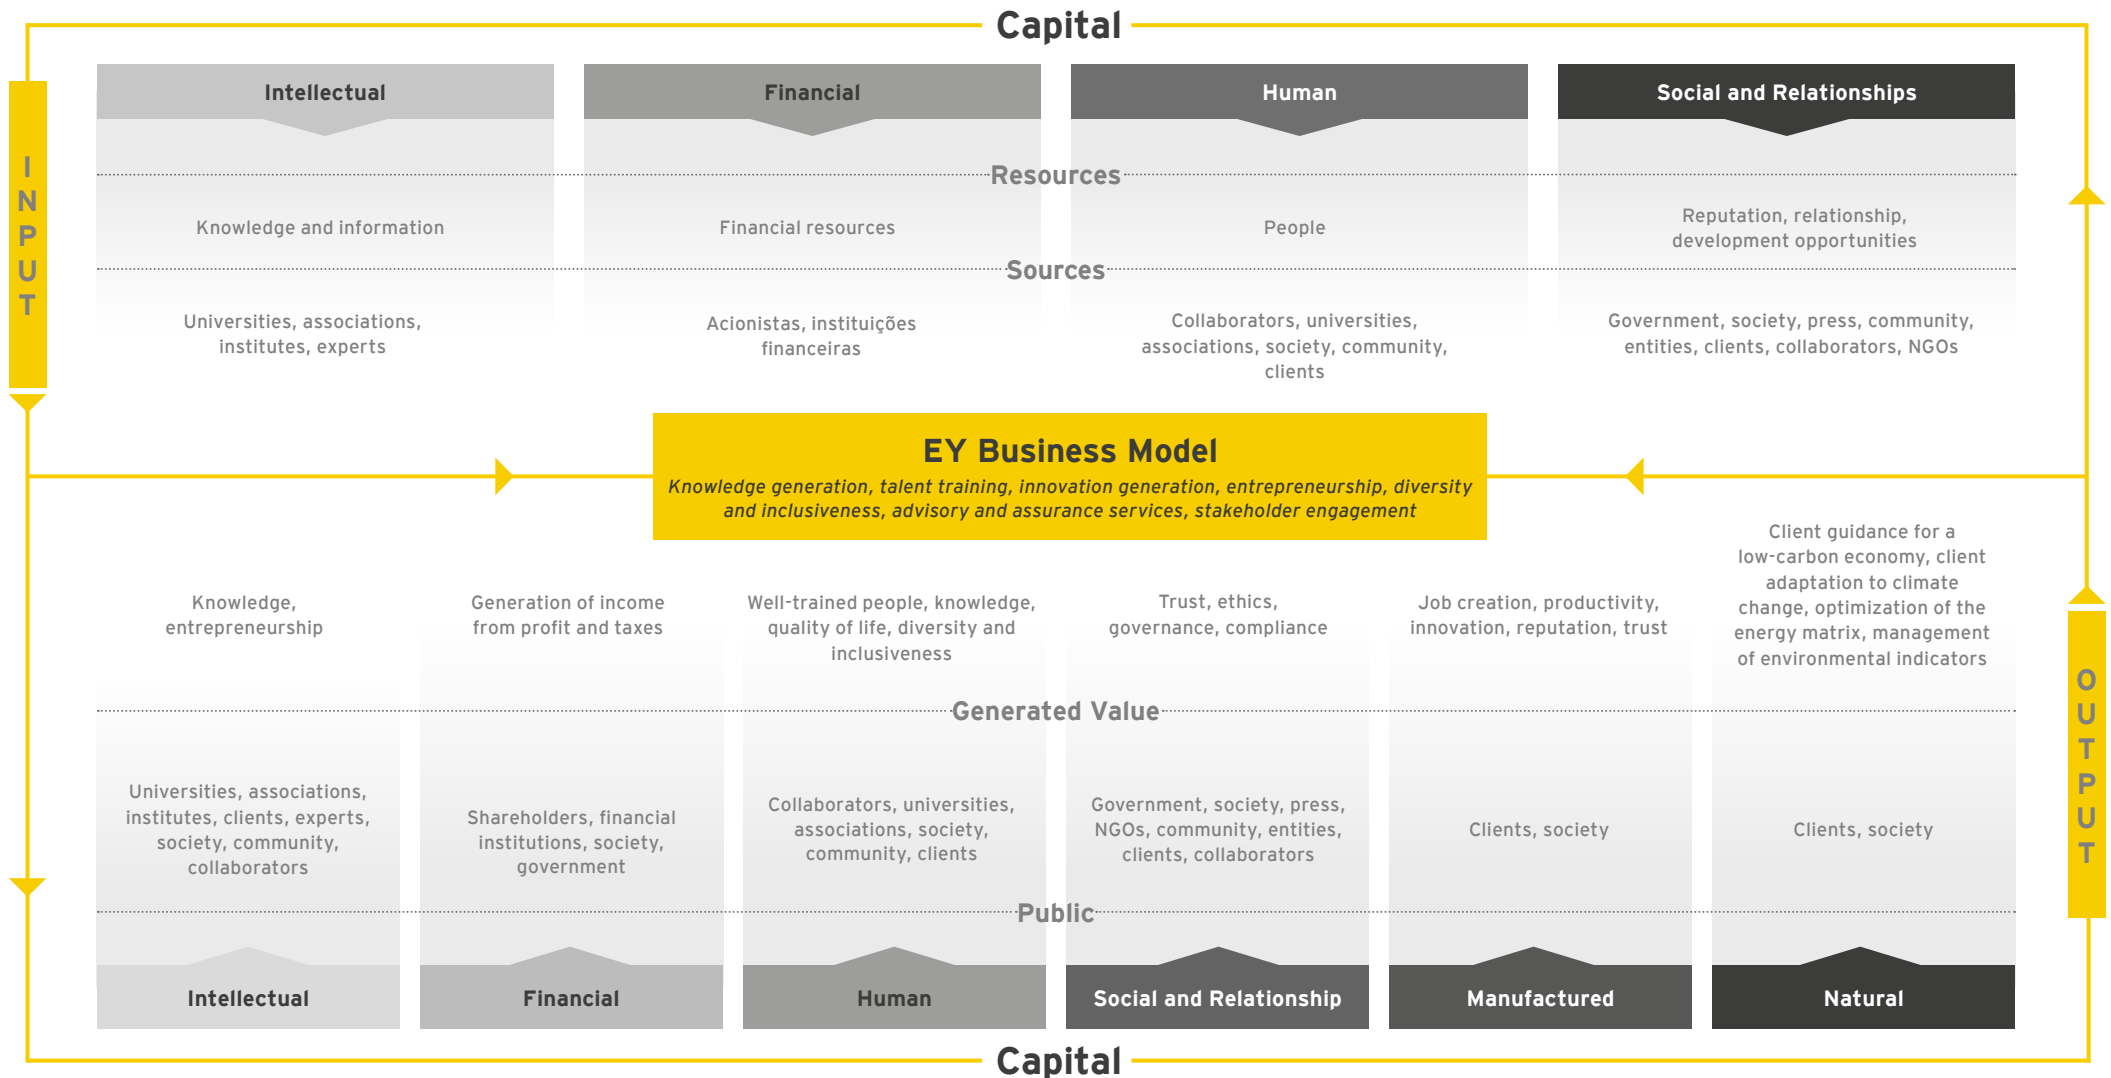 Capital
INPUT
Intellectual
Financial
Human
Social and Relationships
Resources
Knowledge and information
Financial resources
People
Reputation, relationship,
development opportunities
Sources
Universities, associations,
institutes, experts
Acionistas, instituições
financeiras
Collaborators, universities,
associations, society, community,
clients
Government, society, press, community,
entities, clients, collaborators, NGOs
EY Business Model
Knowledge generation, talent training, innovation generation, entrepreneurship, diversity
and inclusiveness, advisory and assurance services, stakeholder engagement
Knowledge,
entrepreneurship
Generation of income
from profit and taxes
Well-trained people, knowledge,
quality of life, diversity and
inclusiveness
Trust, ethics,
governance, compliance
Job creation, productivity,
innovation, reputation, trust
Client guidance for a
low-carbon economy, client
adaptation to climate
change, optimization of the
energy matrix, management
of environmental indicators
OUTPUT
Generated Value
Universities, associations,
institutes, clients, experts,
society, community,
collaborators
Shareholders, financial
institutions, society,
government
Collaborators, universities,
associations, society,
community, clients
Government, society, press,
NGOs, community, entities,
clients, collaborators
Clients, society
Clients, society
Public
Intellectual
Financial
Human
Social and Relationship
Manufactured
Natural
Capital